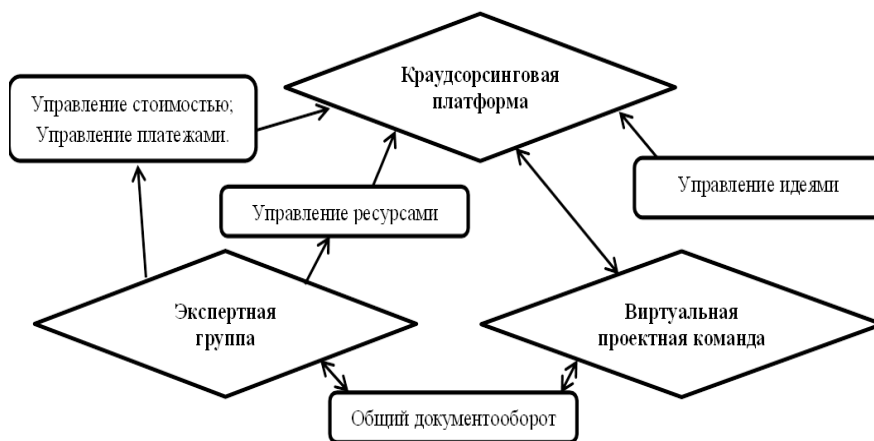 Краудсорсинговая
платформа
Управление стоимостью;
Управление платежами.
Управление идеями
Управление ресурсами
Экспертная
группа
Виртуальная
проектная команда
Общий документооборот